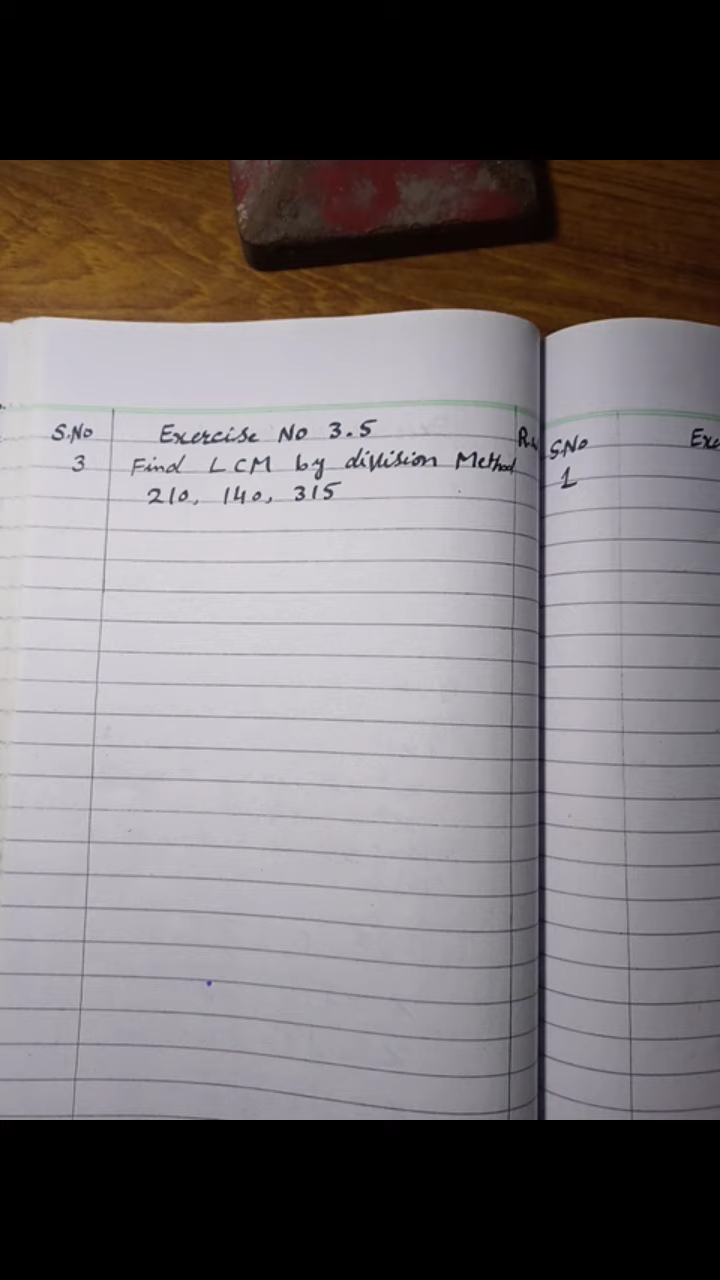 S.No Exercise No 3.5
3 Find LCM by division Method
210, 140, 315
S.No
1